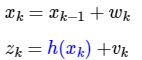 x_k = x_{k-1} + w_k
z_k = h(x_k) + v_k